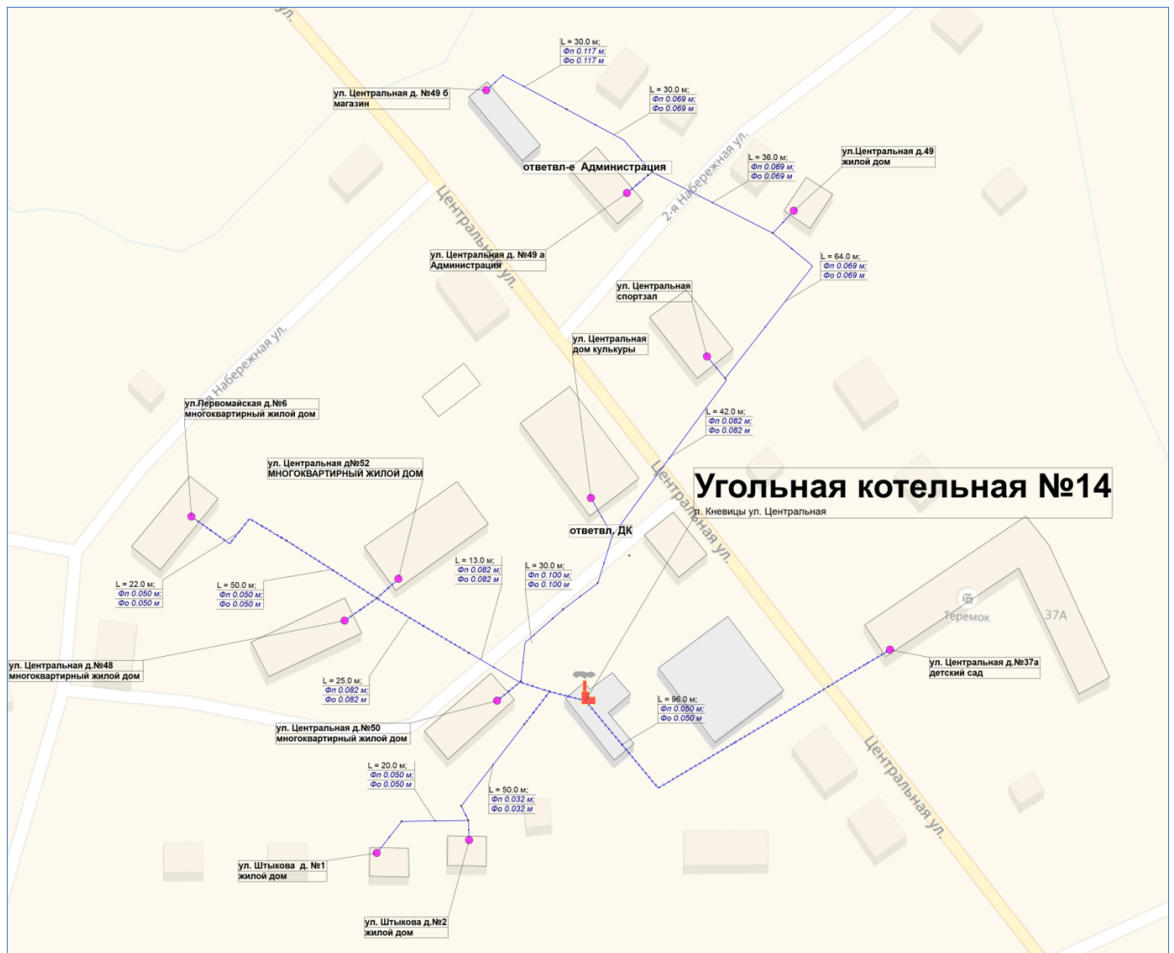 ул.
L = 30.0 м;
Фп 0.117 м;
Фо 0.117 м
ул. Центральная д. №49 б
магазин
L = 30.0 м;
Фп 0.069 м;
Фо 0.069 м
2-я Набережная ул.
ответвл-е Администрация
L = 36.0 м;
Фп 0.069 м;
Фо 0.069 м
ул.Центральная д.49
жилой дом
Центральная ул.
ул. Центральная д. №49 а
Администрация
L = 64.0 м;
Фп 0.069 м;
Фо 0.069 м
ул. Центральная
спортзал
ул. Центральная
дом кулькуры
2-я Набережная ул.
ул.Первомайская д.№6
многоквартирный жилой дом
L = 42.0 м;
Фп 0.082 м;
Фо 0.082 м
ул. Центральная д№52
МНОГОКВАРТИРНЫЙ ЖИЛОЙ ДОМ
Центральная ул.
Угольная котельная №14
п. Кневицы ул. Центральная
ответвл. ДК
L = 22.0 м;
Фп 0.050 м;
Фо 0.050 м
L = 50.0 м;
Фп 0.050 м;
Фо 0.050 м
L = 13.0 м;
Фп 0.082 м;
Фо 0.082 м
L = 30.0 м;
Фп 0.100 м;
Фо 0.100 м
Теремок
37А
ул. Центральная д.№48
многоквартирный жилой дом
ул. Центральная д.№37а
детский сад
L = 25.0 м;
Фп 0.082 м;
Фо 0.082 м
L = 96.0 м;
Фп 0.050 м;
Фо 0.050 м
ул. Центральная д.№50
многоквартирный жилой дом
Центральная ул.
L = 20.0 м;
Фп 0.050 м;
Фо 0.050 м
L = 50.0 м;
Фп 0.032 м;
Фо 0.032 м
ул. Штыкова д. №1
жилой дом
ул. Штыкова д.№2
жилой дом